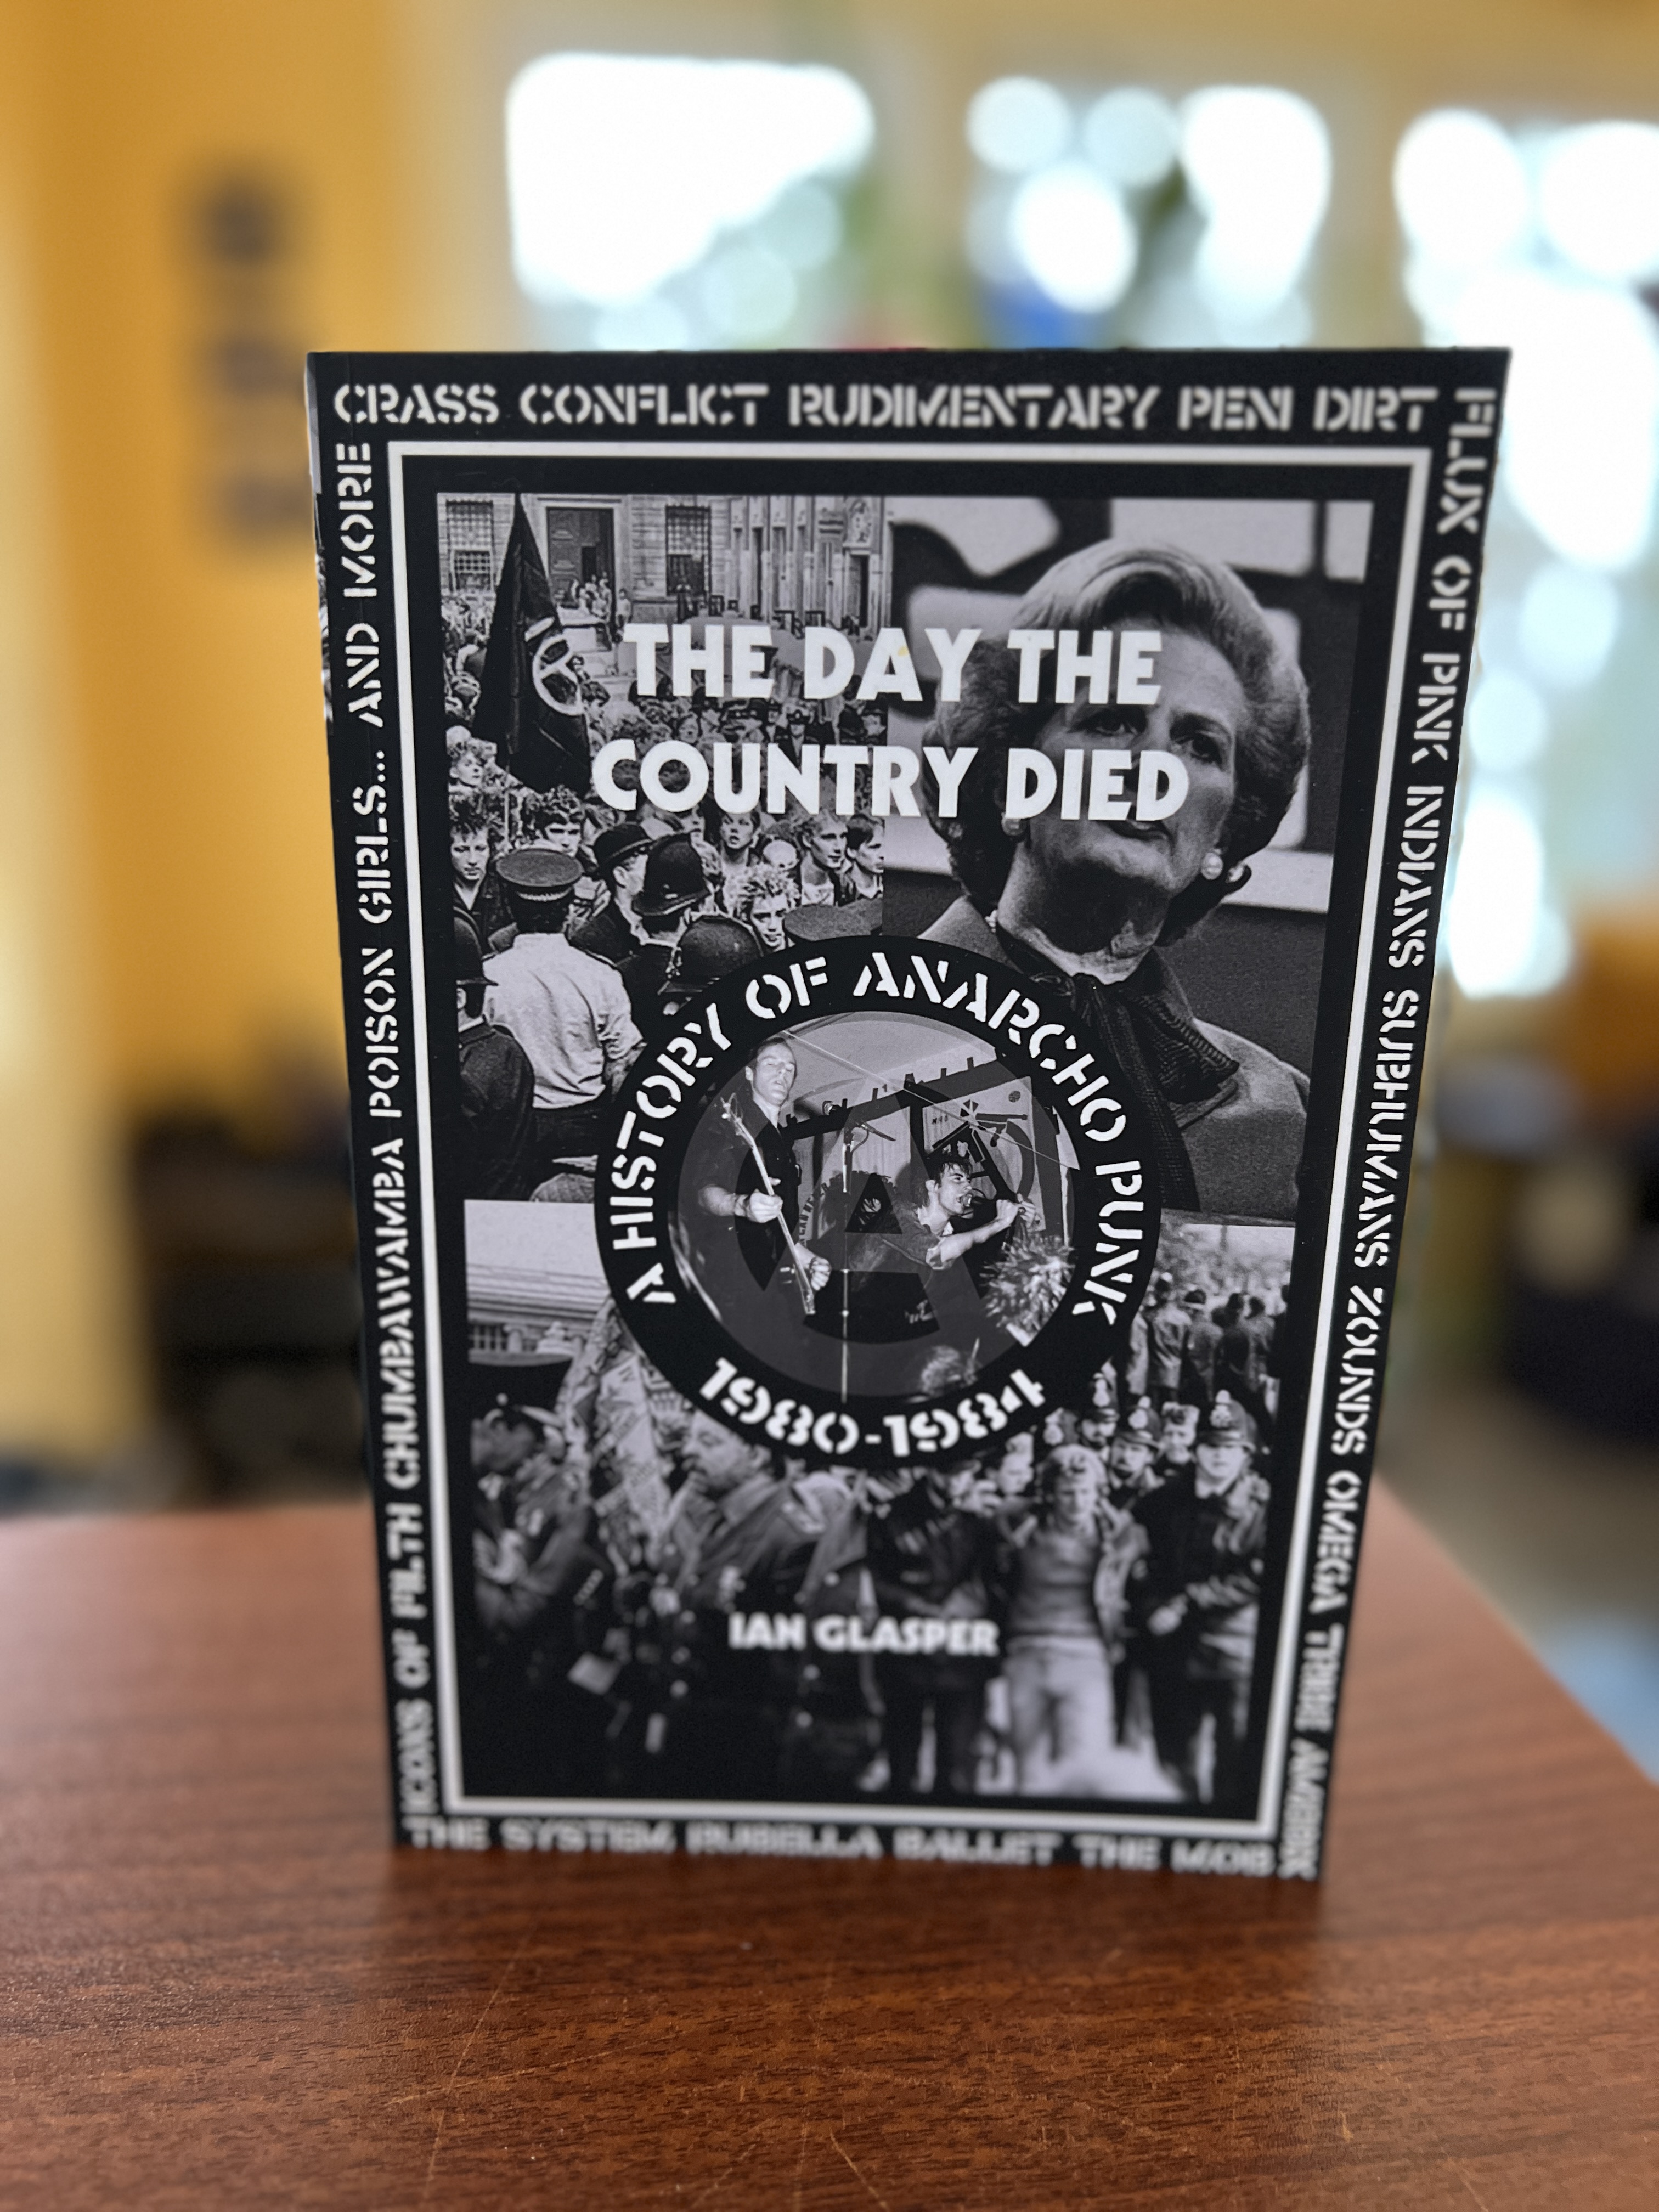 CRASS CONFLICT RUDIMENTARY PENI DIRT
FLUX OF PINK INDIANS SUBHUMANS ZOUNDS OMEGA TRIBE AMEBIX
THE SYSTEM RUBELLA BALLET THE MOB
ICONS OF FILTH CHUMBAWAMBA POISON GIRLS... AND MORE
THE DAY THE
COUNTRY DIED
A HISTORY OF ANARCHO PUNK
1980-1984
IAN GLASPER